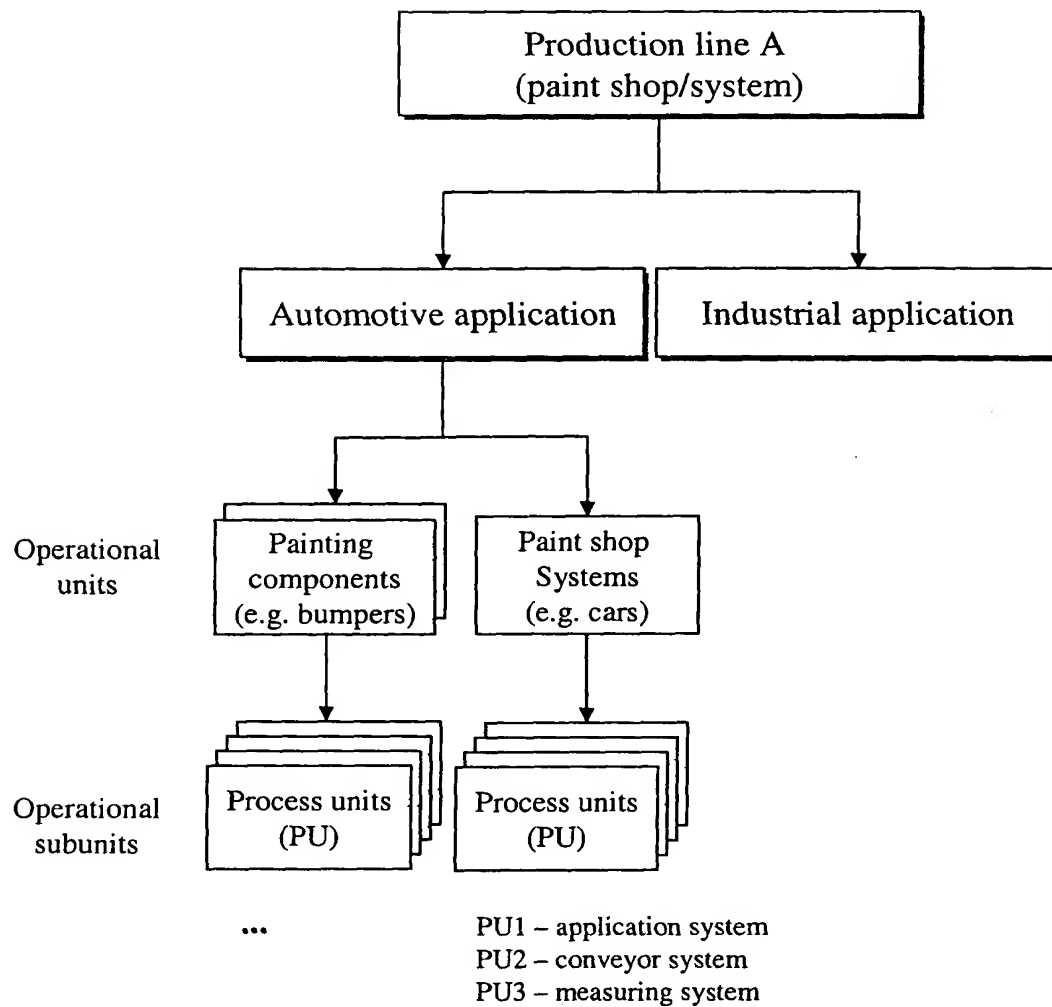 Production line A
(paint shop/system)
Automotive application
Industrial application
Operational
units
Painting
components
(e.g. bumpers)
Paint shop
Systems
(e.g. cars)
Operational
subunits
Process units
(PU)
Process units
(PU)
...
PU1 – application system
PU2 – conveyor system
PU3 – measuring system